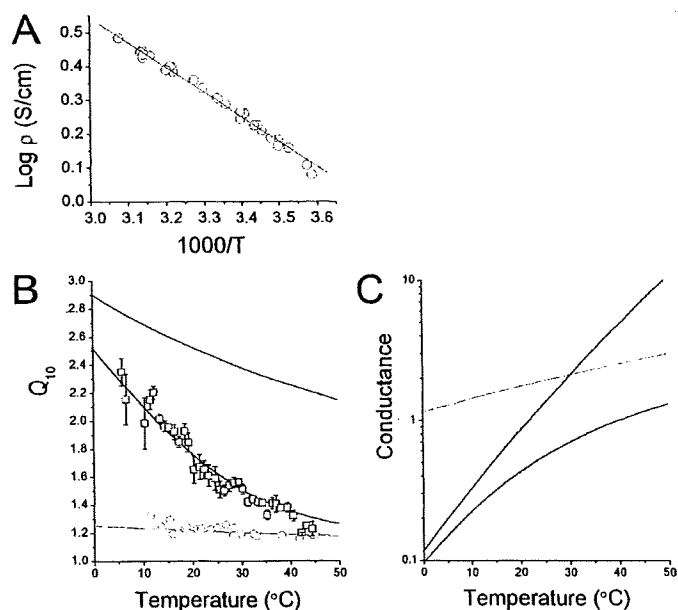 A
Log ρ (S/cm)
0.5
0.4
0.3
0.2
0.1
0.0
3.0 3.1 3.2 3.3 3.4 3.5 3.6
1000/T
B
Q10
3.0
2.8
2.6
2.4
2.2
2.0
1.8
1.6
1.4
1.2
1.0
0 10 20 30 40 50
Temperature (°C)
C
Conductance
10
1
0.1
0 10 20 30 40 50
Temperature (°C)